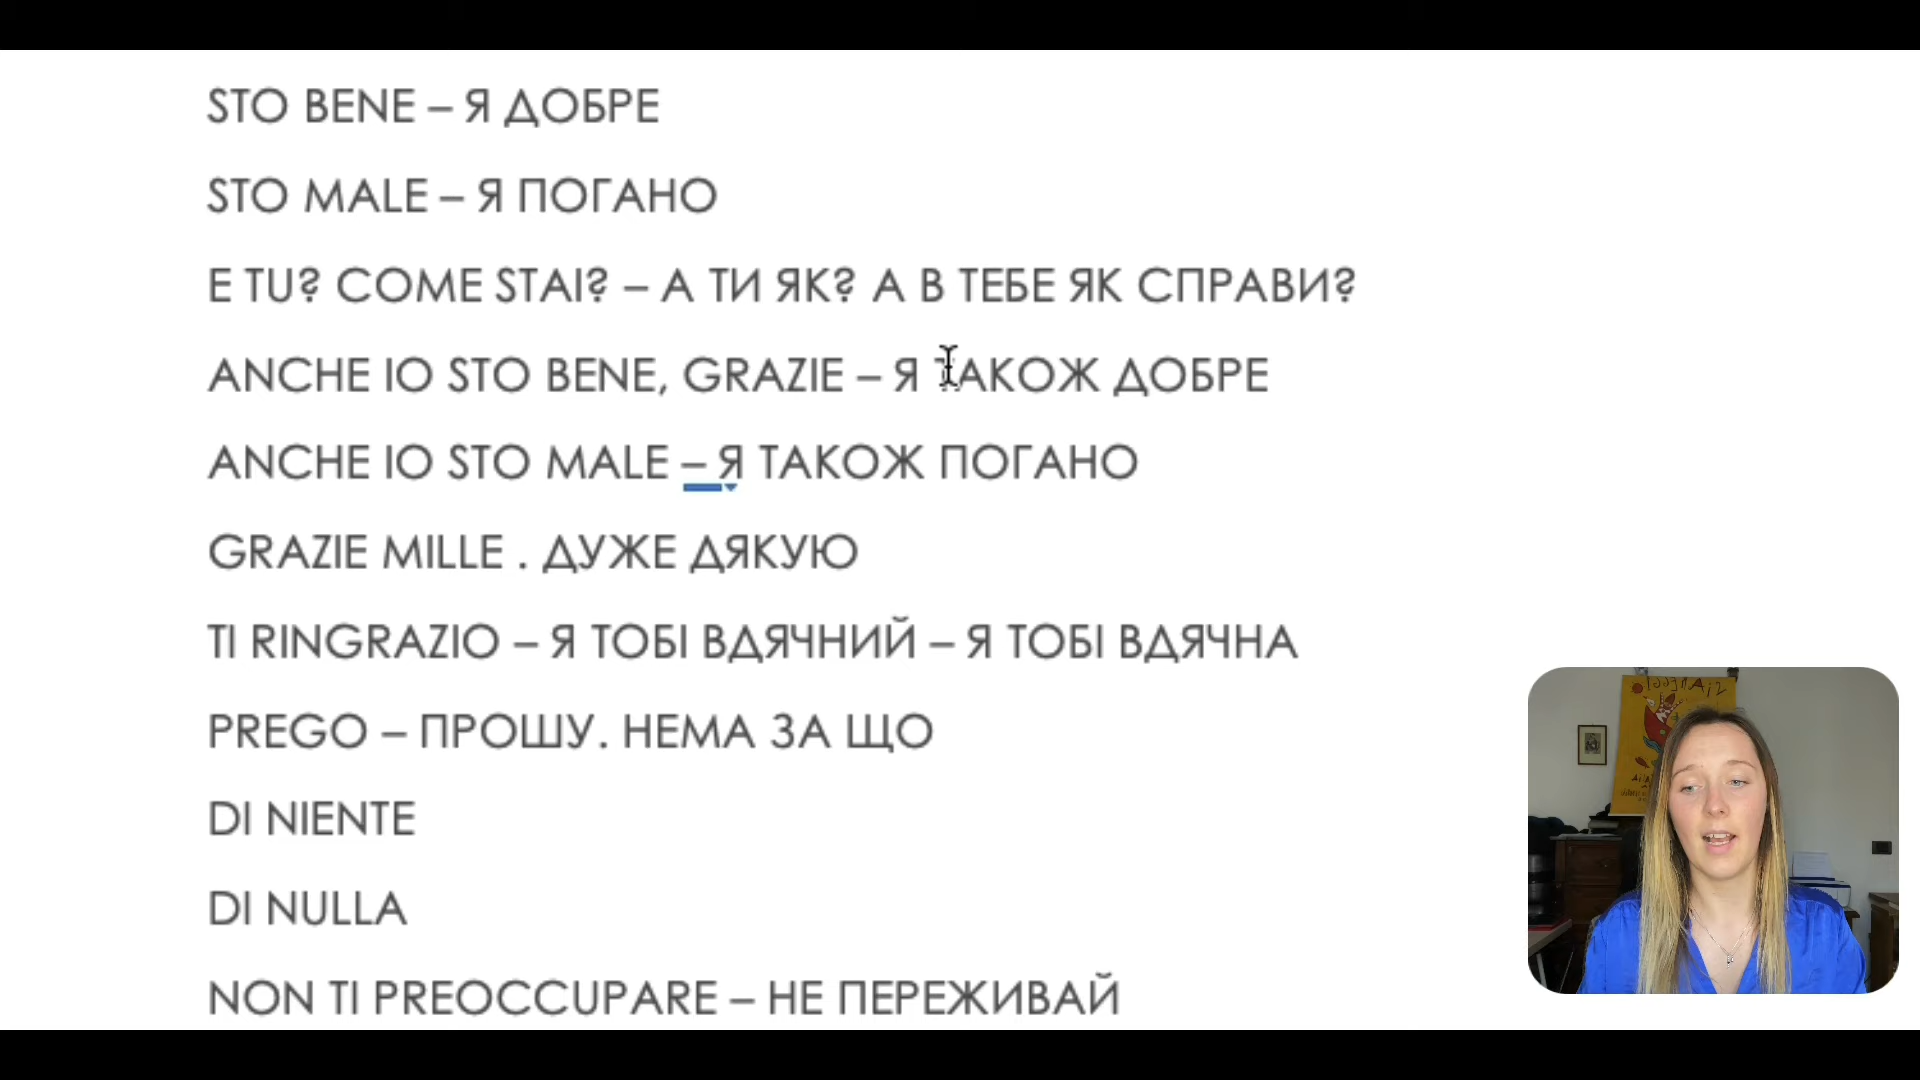 STO BENE – Я ДОБРЕ
STO MALE – Я ПОГАНО
E TU? COME STAI? – А ТИ ЯК? А В ТЕБЕ ЯК СПРАВИ?
ANCHE IO STO BENE, GRAZIE – Я ТАКОЖ ДОБРЕ
ANCHE IO STO MALE – Я ТАКОЖ ПОГАНО
GRAZIE MILLE . ДУЖЕ ДЯКУЮ
TI RINGRAZIO – Я ТОБІ ВДЯЧНИЙ – Я ТОБІ ВДЯЧНА
PREGO – ПРОШУ. НЕМА ЗА ЩО
DI NIENTE
DI NULLA
NON TI PREOCCUPARE – НЕ ПЕРЕЖИВАЙ